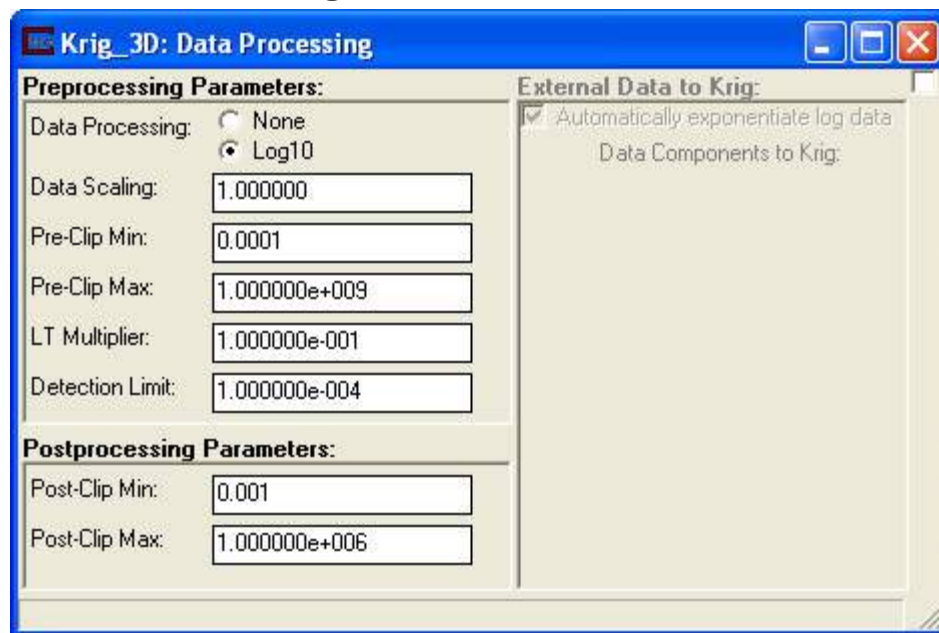 Krig_3D: Data Processing
Preprocessing Parameters:
Data Processing:
None
Log10
Data Scaling:
1.000000
Pre-Clip Min:
0.0001
Pre-Clip Max:
1.000000e+009
LT Multiplier:
1.000000e-001
Detection Limit:
1.000000e-004
Postprocessing Parameters:
Post-Clip Min:
0.001
Post-Clip Max:
1.000000e+006
External Data to Krig:
Automatically exponentiate log data
Data Components to Krig: